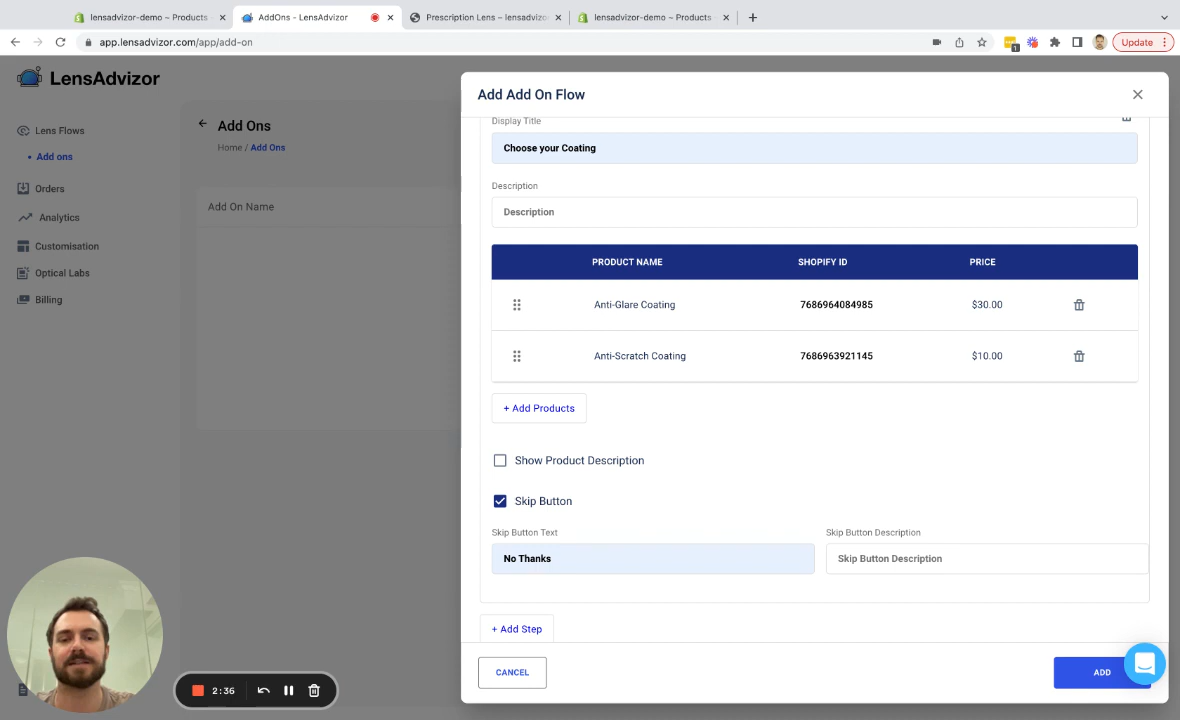 lensadvizor-demo ~ Products
AddOns - LensAdvizor
Prescription Lens – lensadvizo
lensadvizor-demo ~ Products
app.lensadvizor.com/app/add-on
1
Update
LensAdvizor
Lens Flows
Add ons
Orders
Analytics
Customisation
Optical Labs
Billing
Add Ons
Home / Add Ons
Add On Name
Add Add On Flow
Display Title
Choose your Coating
Description
Description
PRODUCT NAME SHOPIFY ID PRICE
Anti-Glare Coating 7686964084985 $30.00
Anti-Scratch Coating 7686963921145 $10.00
+ Add Products
Show Product Description
Skip Button
Skip Button Text Skip Button Description
No Thanks Skip Button Description
+ Add Step
CANCEL ADD
2:36